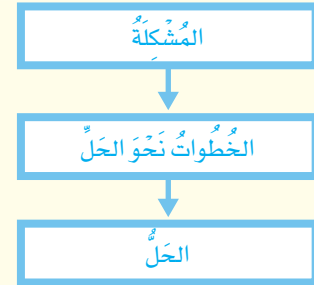 المُشْكِلَةُ
الخُطُواتُ نَحْوَ الحَلِّ
الحَلُّ